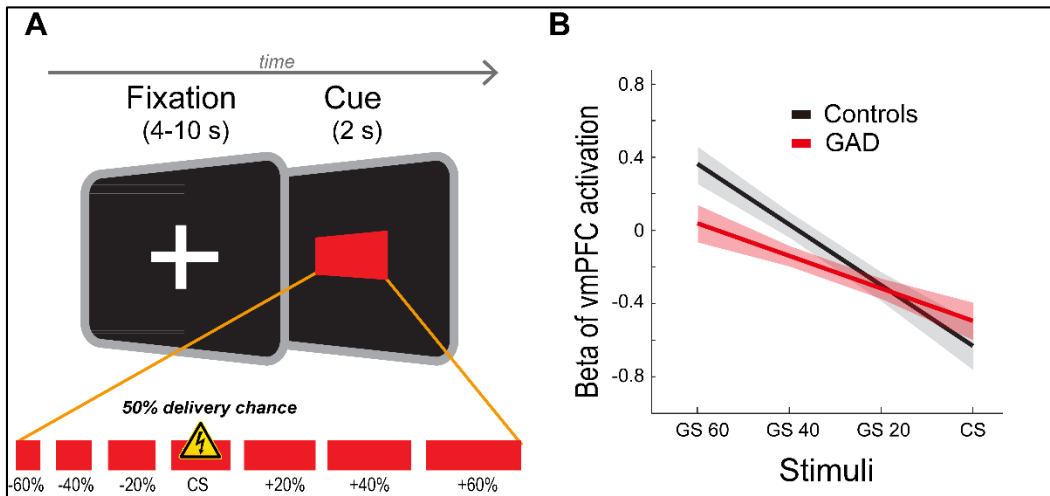 A
time
Fixation
(4-10 s)
Cue
(2 s)
50% delivery chance
-60%
-40%
-20%
CS
+20%
+40%
+60%
B
Beta of vmPFC activation
0.8
0.4
0
-0.4
-0.8
Controls
GAD
GS 60
GS 40
GS 20
CS
Stimuli